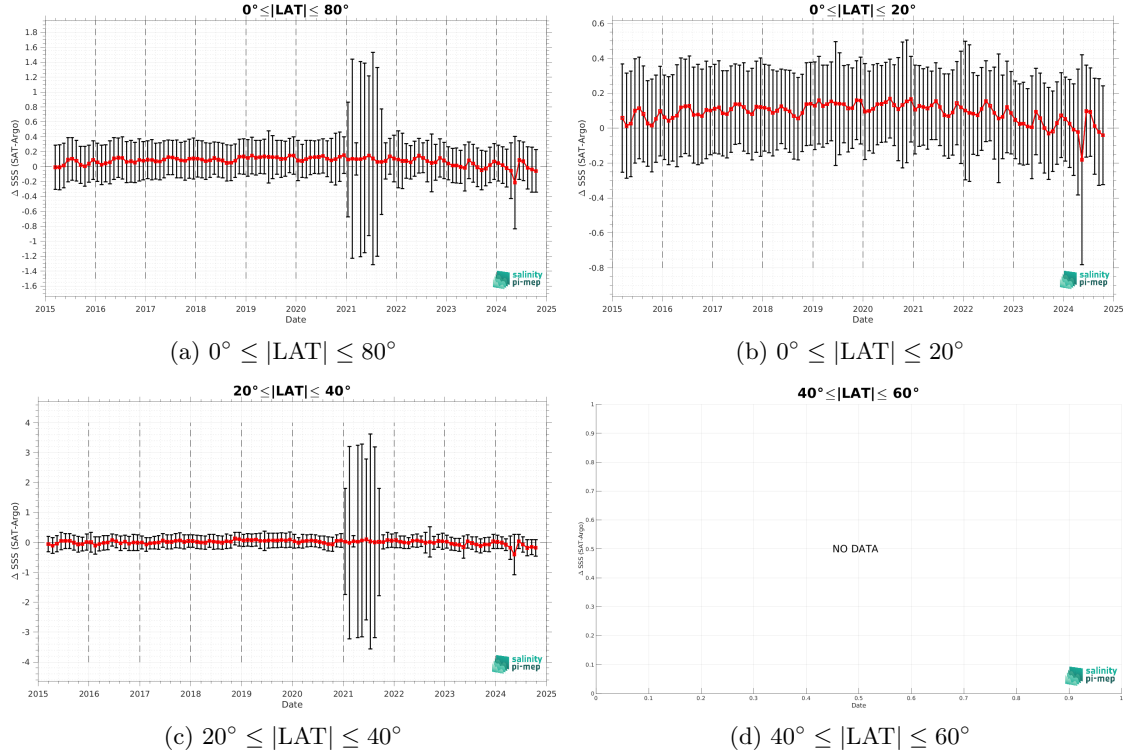 0°≤|LAT|≤ 80°
Δ SSS (SAT-Argo)
1.8
1.6
1.4
1.2
1
0.8
0.6
0.4
0.2
0
-0.2
-0.4
-0.6
-0.8
-1
-1.2
-1.4
-1.6
2015 2016 2017 2018 2019 2020 2021 2022 2023 2024 2025
Date
salinity
pi-mep
(a) 0° ≤ |LAT| ≤ 80°
0°≤|LAT|≤ 20°
Δ SSS (SAT-Argo)
0.6
0.4
0.2
0
-0.2
-0.4
-0.6
-0.8
2015 2016 2017 2018 2019 2020 2021 2022 2023 2024 2025
Date
salinity
pi-mep
(b) 0° ≤ |LAT| ≤ 20°
20°≤|LAT|≤ 40°
Δ SSS (SAT-Argo)
4
3
2
1
0
-1
-2
-3
-4
2015 2016 2017 2018 2019 2020 2021 2022 2023 2024 2025
Date
salinity
pi-mep
(c) 20° ≤ |LAT| ≤ 40°
40°≤|LAT|≤ 60°
Δ SSS (SAT-Argo)
1
0.9
0.8
0.7
0.6
0.5
0.4
0.3
0.2
0.1
0
NO DATA
0 0.1 0.2 0.3 0.4 0.5 0.6 0.7 0.8 0.9 1
Date
salinity
pi-mep
(d) 40° ≤ |LAT| ≤ 60°